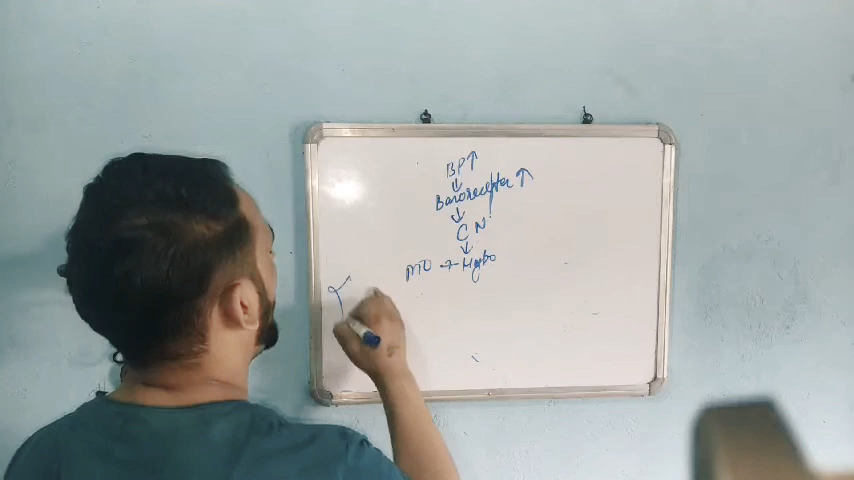 BP↑
↓
Baroreceptor ↑
↓
CN
↓
MO → Hypo